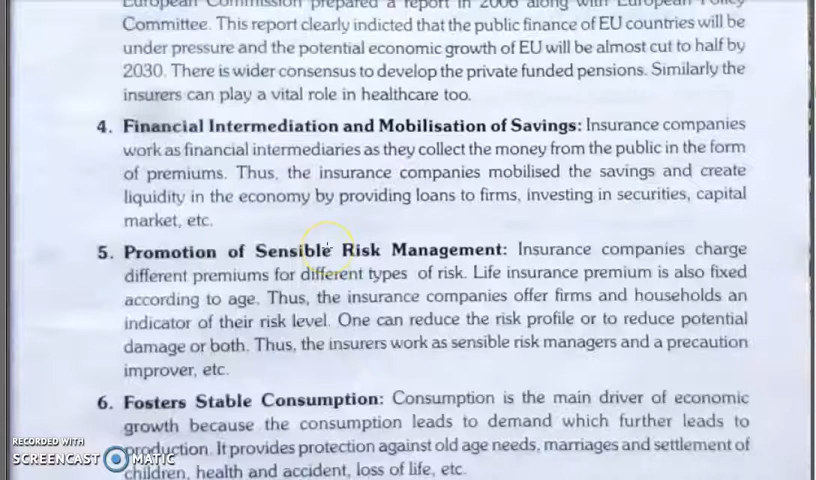 European Commission prepared a report in 2006 along with European Policy
Committee. This report clearly indicted that the public finance of EU countries will be
under pressure and the potential economic growth of EU will be almost cut to half by
2030. There is wider consensus to develop the private funded pensions. Similarly the
insurers can play a vital role in healthcare too.
4. Financial Intermediation and Mobilisation of Savings: Insurance companies
work as financial intermediaries as they collect the money from the public in the form
of premiums. Thus, the insurance companies mobilised the savings and create
liquidity in the economy by providing loans to firms, investing in securities, capital
market, etc.
5. Promotion of Sensible Risk Management: Insurance companies charge
different premiums for different types of risk. Life insurance premium is also fixed
according to age. Thus, the insurance companies offer firms and households an
indicator of their risk level. One can reduce the risk profile or to reduce potential
damage or both. Thus, the insurers work as sensible risk managers and a precaution
improver, etc.
6. Fosters Stable Consumption: Consumption is the main driver of economic
growth because the consumption leads to demand which further leads to
production. It provides protection against old age needs, marriages and settlement of
children, health and accident, loss of life, etc.
RECORDED WITH
SCREENCAST MATIC